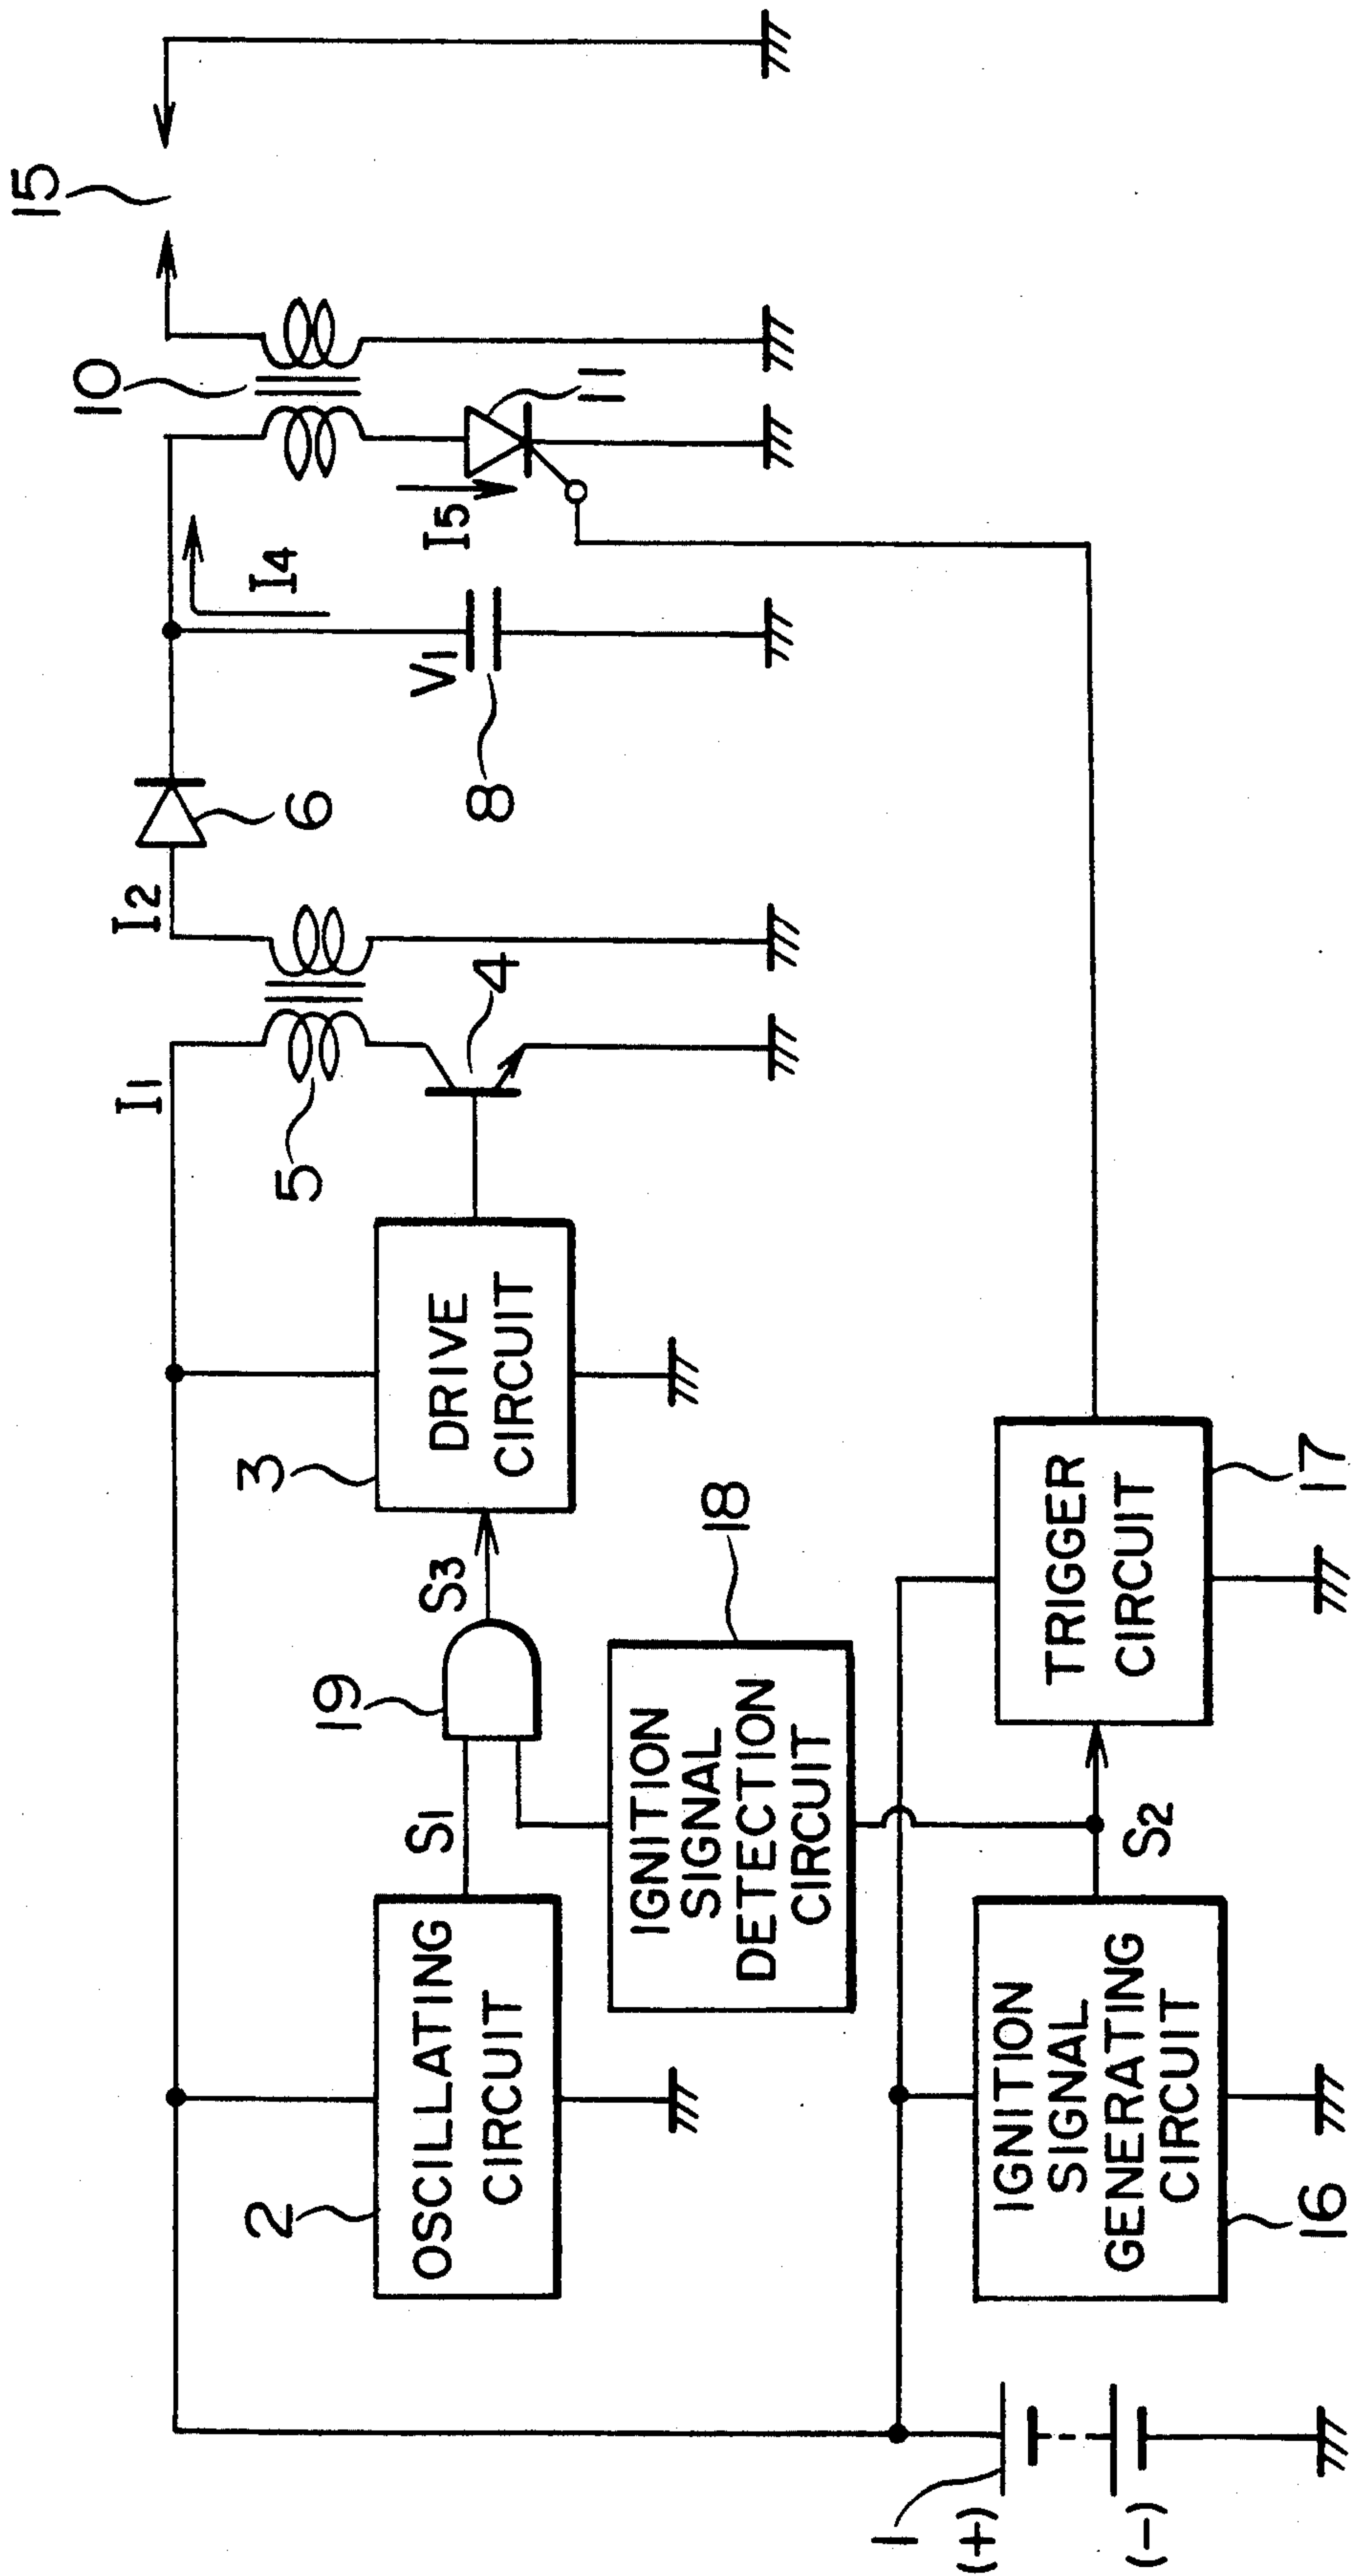 15
10
I4
I5
11
I2
6
V1
8
I1
5
4
3
DRIVE
CIRCUIT
19
S3
S1
18
IGNITION
SIGNAL
DETECTION
CIRCUIT
2
OSCILLATING
CIRCUIT
S2
TRIGGER
CIRCUIT
17
IGNITION
SIGNAL
GENERATING
CIRCUIT
16
1
(+)
(-)